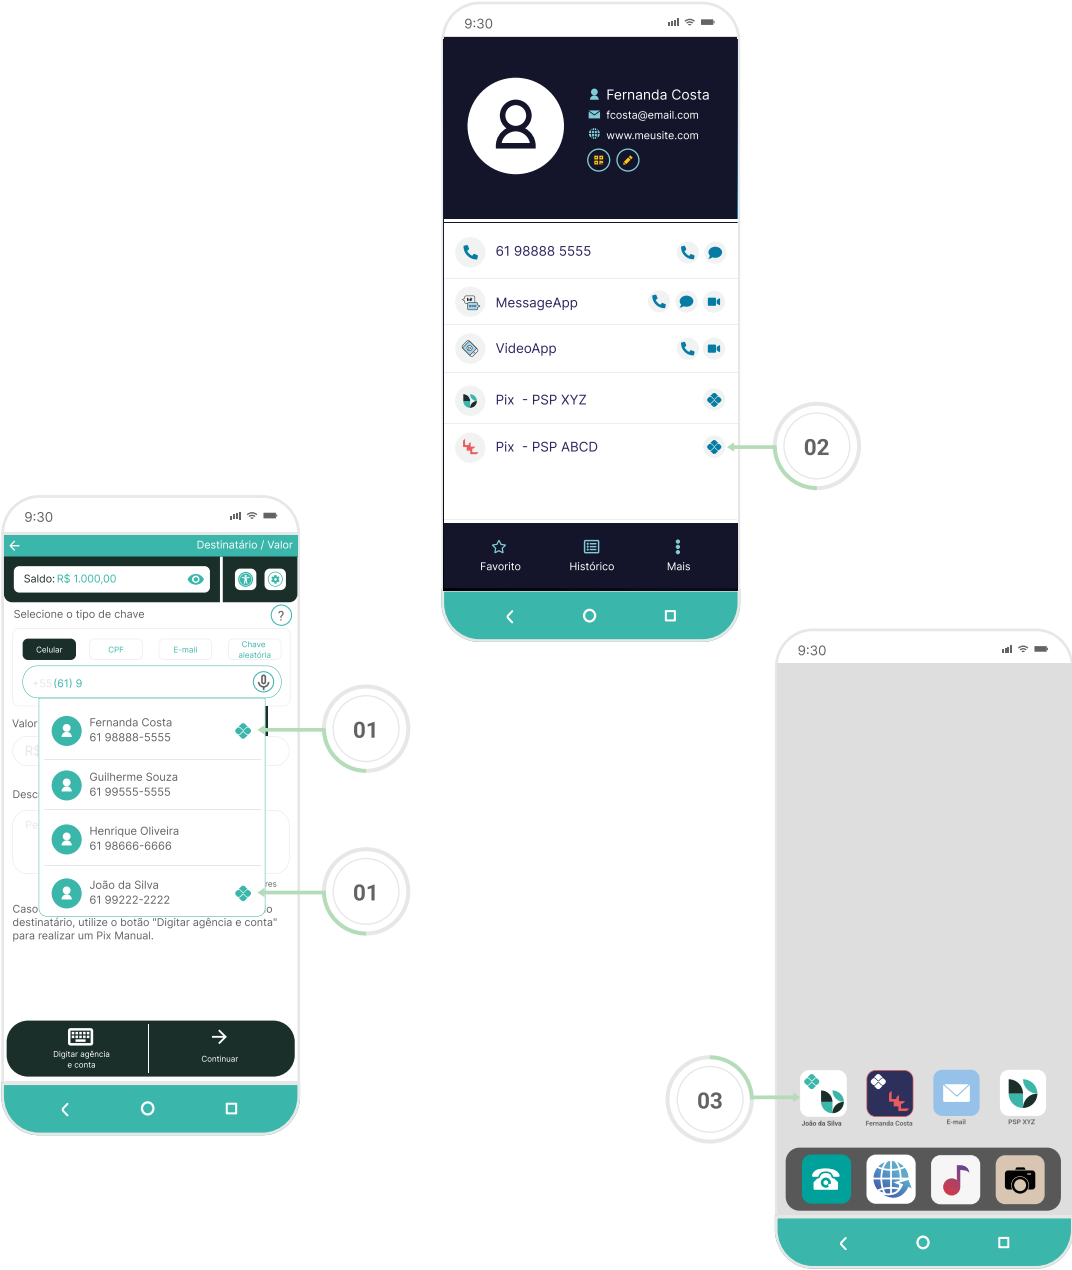 9:30
Fernanda Costa
fcosta@email.com
www.meusite.com
61 98888 5555
MessageApp
VideoApp
Pix - PSP XYZ
Pix - PSP ABCD
02
Favorito
Histórico
Mais
9:30
Destinatário / Valor
Saldo: R$ 1.000,00
Selecione o tipo de chave
?
Celular
CPF
E-mail
Chave
aleatória
+55 (61) 9
Valor
R$
Fernanda Costa
61 98888-5555
01
Guilherme Souza
61 99555-5555
Desc
Henrique Oliveira
61 98666-6666
Pe
João da Silva
61 99222-2222
res
01
Caso
o
destinatário, utilize o botão "Digitar agência e conta"
para realizar um Pix Manual.
Digitar agência
e conta
Continuar
9:30
03
João da Silva
Fernanda Costa
E-mail
PSP XYZ